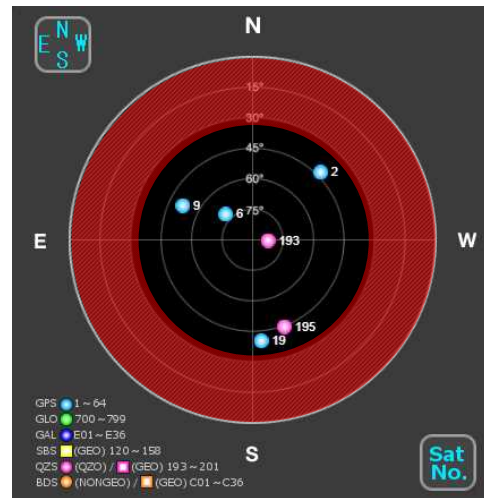 N
E W
S
N
15°
30°
45°
60°
75°
2
9
6
E
193
W
195
19
S
GPS 1～64
GLO 700～799
GAL E01～E36
SBS (GEO) 120～158
QZS (QZO) / (GEO) 193～201
BDS (NONGEO) / (GEO) C01～C36
Sat
No.